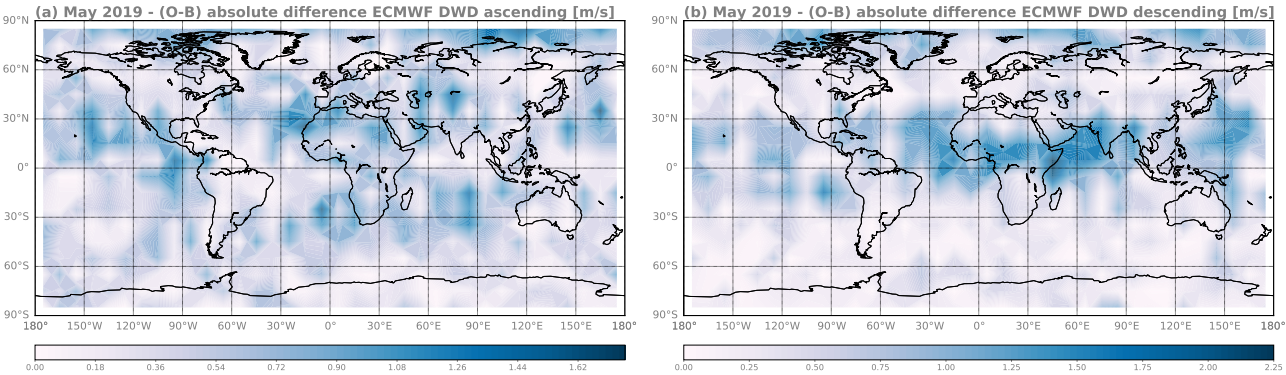 (a) May 2019 - (O-B) absolute difference ECMWF DWD ascending [m/s]
90°N
60°N
30°N
0°
30°S
60°S
90°S
180° 150°W 120°W 90°W 60°W 30°W 0° 30°E 60°E 90°E 120°E 150°E 180°
0.00 0.18 0.36 0.54 0.72 0.90 1.08 1.26 1.44 1.62
(b) May 2019 - (O-B) absolute difference ECMWF DWD descending [m/s]
90°N
60°N
30°N
0°
30°S
60°S
90°S
180° 150°W 120°W 90°W 60°W 30°W 0° 30°E 60°E 90°E 120°E 150°E 180°
0.00 0.25 0.50 0.75 1.00 1.25 1.50 1.75 2.00 2.25